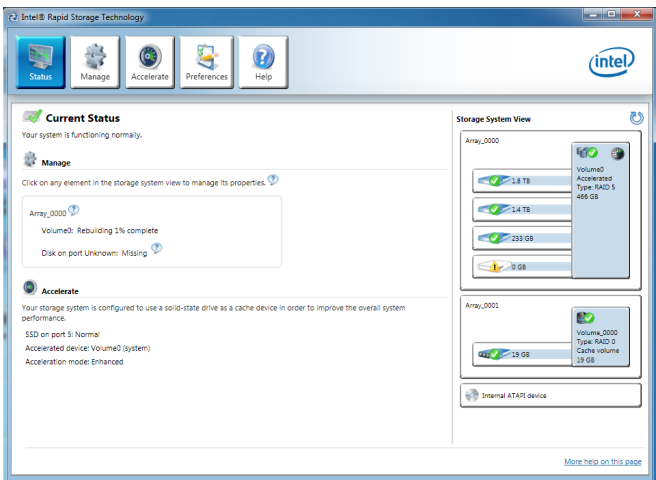 Intel® Rapid Storage Technology
Status
Manage
Accelerate
Preferences
Help
intel
Current Status
Your system is functioning normally.
Manage
Click on any element in the storage system view to manage its properties.
Array_0000
Volume0: Rebuilding 1% complete
Disk on port Unknown: Missing
Accelerate
Your storage system is configured to use a solid-state drive as a cache device in order to improve the overall system
performance.
SSD on port 5: Normal
Accelerated device: Volume0 (system)
Acceleration mode: Enhanced
Storage System View
Array_0000
1.8 TB
1.4 TB
233 GB
0 GB
Volume0
Accelerated
Type: RAID 5
466 GB
Array_0001
19 GB
Volume_0000
Type: RAID 0
Cache volume
19 GB
Internal ATAPI device
More help on this page